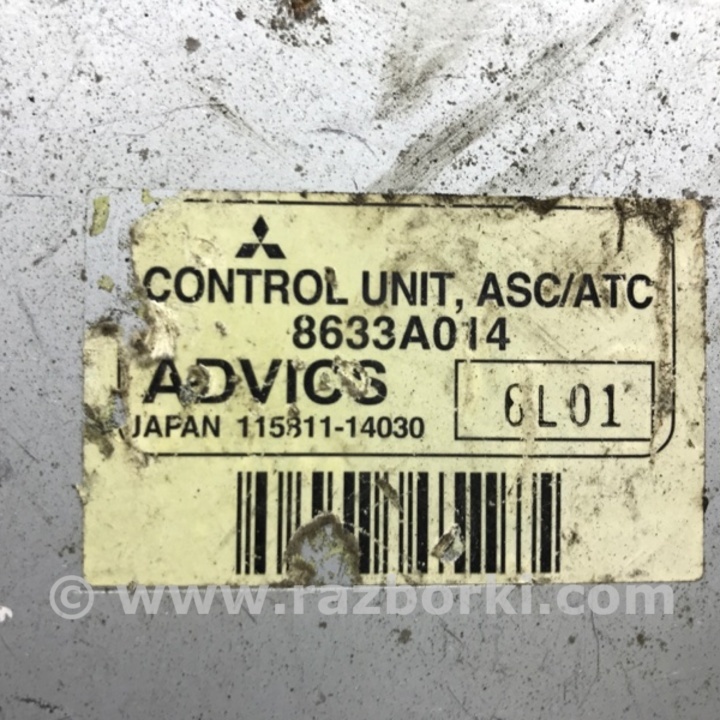 CONTROL UNIT, ASC/ATC
8633A014
ADVICS
6L01
JAPAN 115811-14030
© www.razborki.com